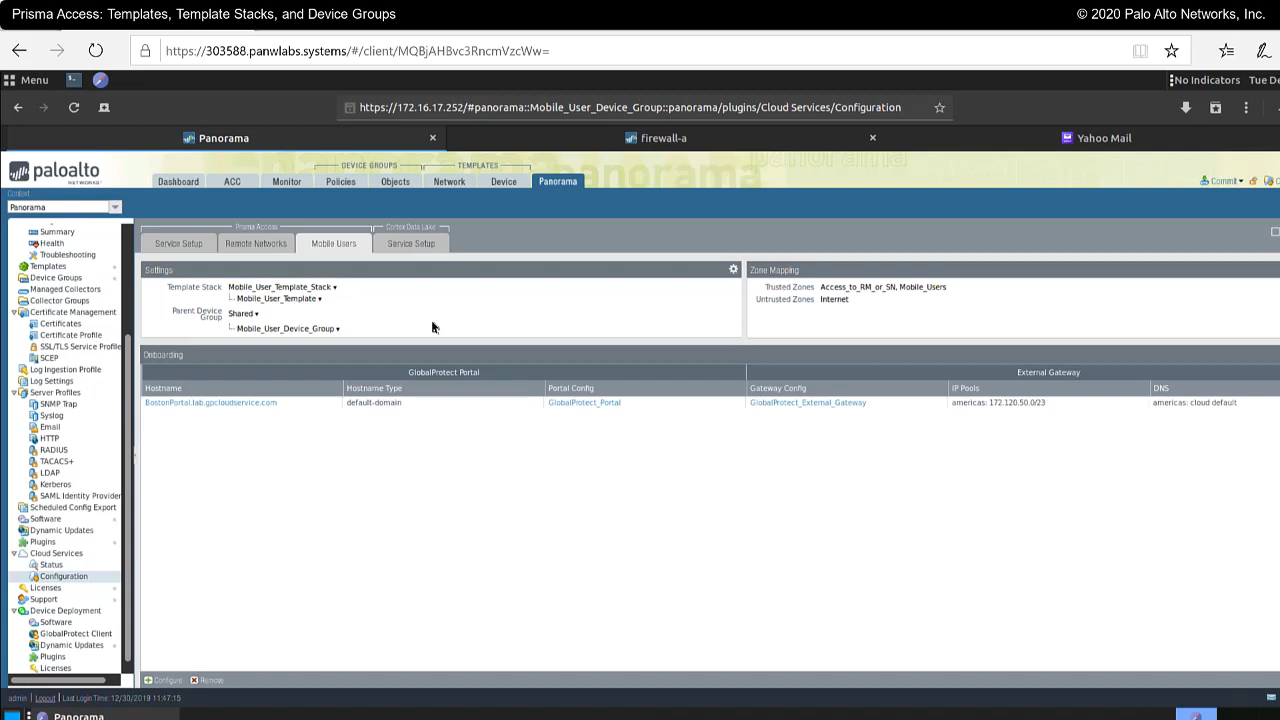 Prisma Access: Templates, Template Stacks, and Device Groups
© 2020 Palo Alto Networks, Inc.
https://303588.panwlabs.systems/#/client/MQBjAHBvc3RncmVzcWw=
Menu
No Indicators
Tue De
https://172.16.17.252/#panorama::Mobile_User_Device_Group::panorama/plugins/Cloud Services/Configuration
Panorama
firewall-a
Yahoo Mail
paloalto
NETWORKS
DEVICE GROUPS
TEMPLATES
Dashboard
ACC
Monitor
Policies
Objects
Network
Device
Panorama
Commit
Context
Panorama
Summary
Health
Troubleshooting
Templates
Device Groups
Managed Collectors
Collector Groups
Certificate Management
Certificates
Certificate Profile
SSL/TLS Service Profile
SCEP
Log Ingestion Profile
Log Settings
Server Profiles
SNMP Trap
Syslog
Email
HTTP
RADIUS
TACACS+
LDAP
Kerberos
SAML Identity Provider
Scheduled Config Export
Software
Dynamic Updates
Plugins
Cloud Services
Status
Configuration
Licenses
Support
Device Deployment
Software
GlobalProtect Client
Dynamic Updates
Plugins
Licenses
Prisma Access
Cortex Data Lake
Service Setup
Remote Networks
Mobile Users
Service Setup
Settings
Template Stack
Mobile_User_Template_Stack
Mobile_User_Template
Parent Device
Group
Shared
Mobile_User_Device_Group
Zone Mapping
Trusted Zones
Access_to_RM_or_SN, Mobile_Users
Untrusted Zones
Internet
Onboarding
GlobalProtect Portal
External Gateway
Hostname
Hostname Type
Portal Config
Gateway Config
IP Pools
DNS
BostonPortal.lab.gpcloudservice.com
default-domain
GlobalProtect_Portal
GlobalProtect_External_Gateway
americas: 172.120.50.0/23
americas: cloud default
Configure
Remove
admin | Logout | Last Login Time: 12/30/2019 11:47:15
Panorama